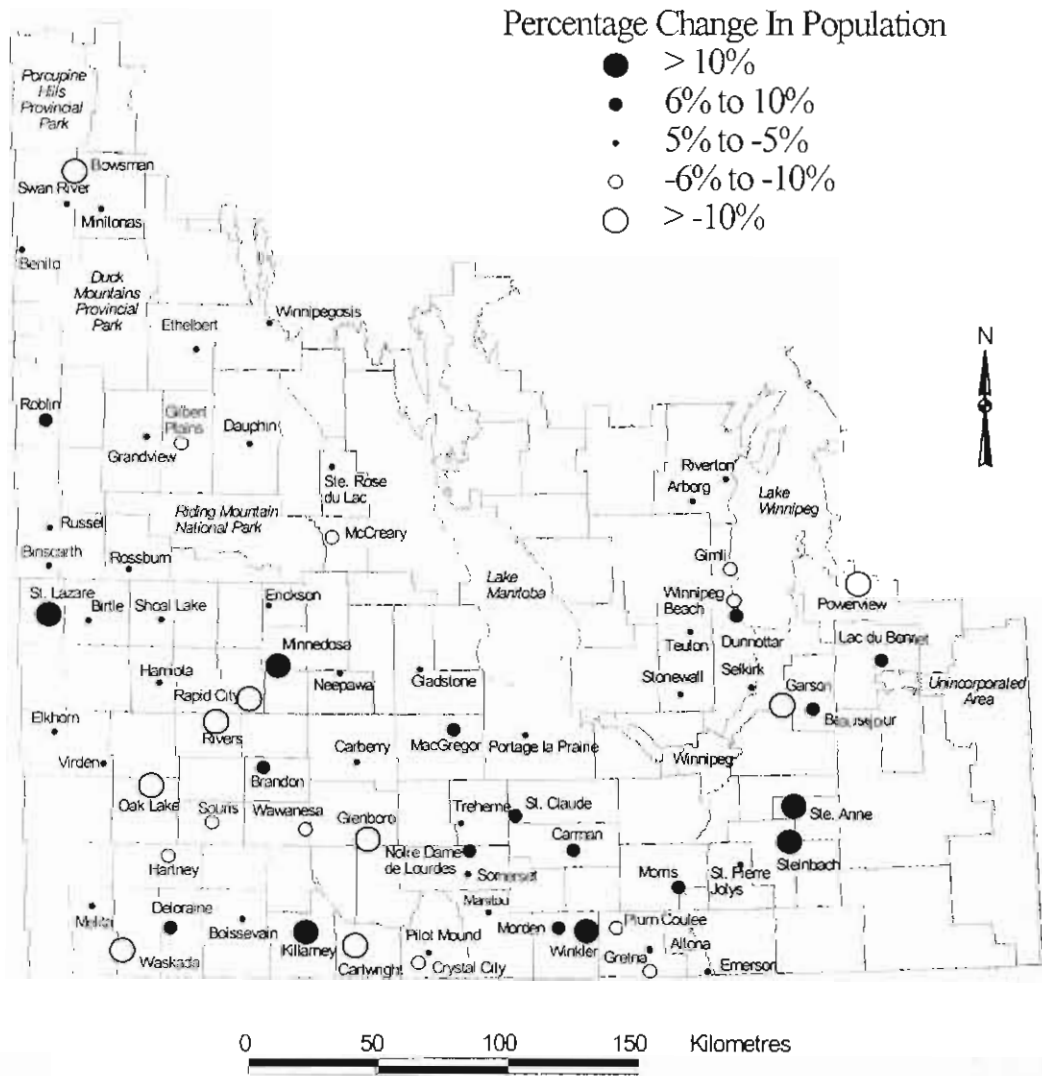 Percentage Change In Population
> 10%
6% to 10%
5% to -5%
-6% to -10%
> -10%
Porcupine
Hills
Provincial
Park
Bowsman
Swan River
Minitonas
Benito
Duck
Mountains
Provincial
Park
Winnipegosis
Ethelbert
N
Roblin
Gilbert
Plains
Dauphin
Grandview
Ste. Rose
du Lac
Riverton
Arborg
Lake
Winnipeg
Russel
Riding Mountain
National Park
McCreary
Binscarth
Rossburn
Gimli
Lake
Manitoba
St. Lazare
Birtle
Shoal Lake
Erickson
Winnipeg
Beach
Powerview
Minnedosa
Teulon
Dunnottar
Lac du Bonnet
Hamiota
Rapid City
Neepawa
Gladstone
Stonewall
Selkirk
Garson
Unincorporated
Area
Elkhorn
Rivers
Beausejour
Carberry
MacGregor
Portage la Prairie
Virden
Winnipeg
Brandon
Oak Lake
Souris
Wawanesa
Glenboro
Treherne
St. Claude
Ste. Anne
Notre Dame
de Lourdes
Carman
Steinbach
Hartney
Somerset
Morris
St. Pierre
Jolys
Melita
Deloraine
Boissevain
Manitou
Plum Coulee
Waskada
Killarney
Cartwright
Pilot Mound
Morden
Winkler
Altona
Crystal City
Gretna
Emerson
0 50 100 150 Kilometres